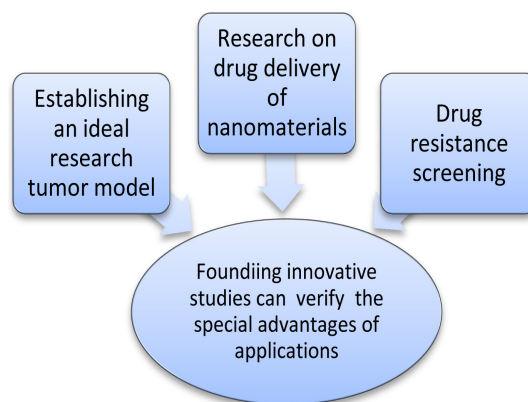 Establishing
an ideal
research
tumor model
Research on
drug delivery
of
nanomaterials
Drug
resistance
screening
Foundiing innovative
studies can verify the
special advantages of
applications